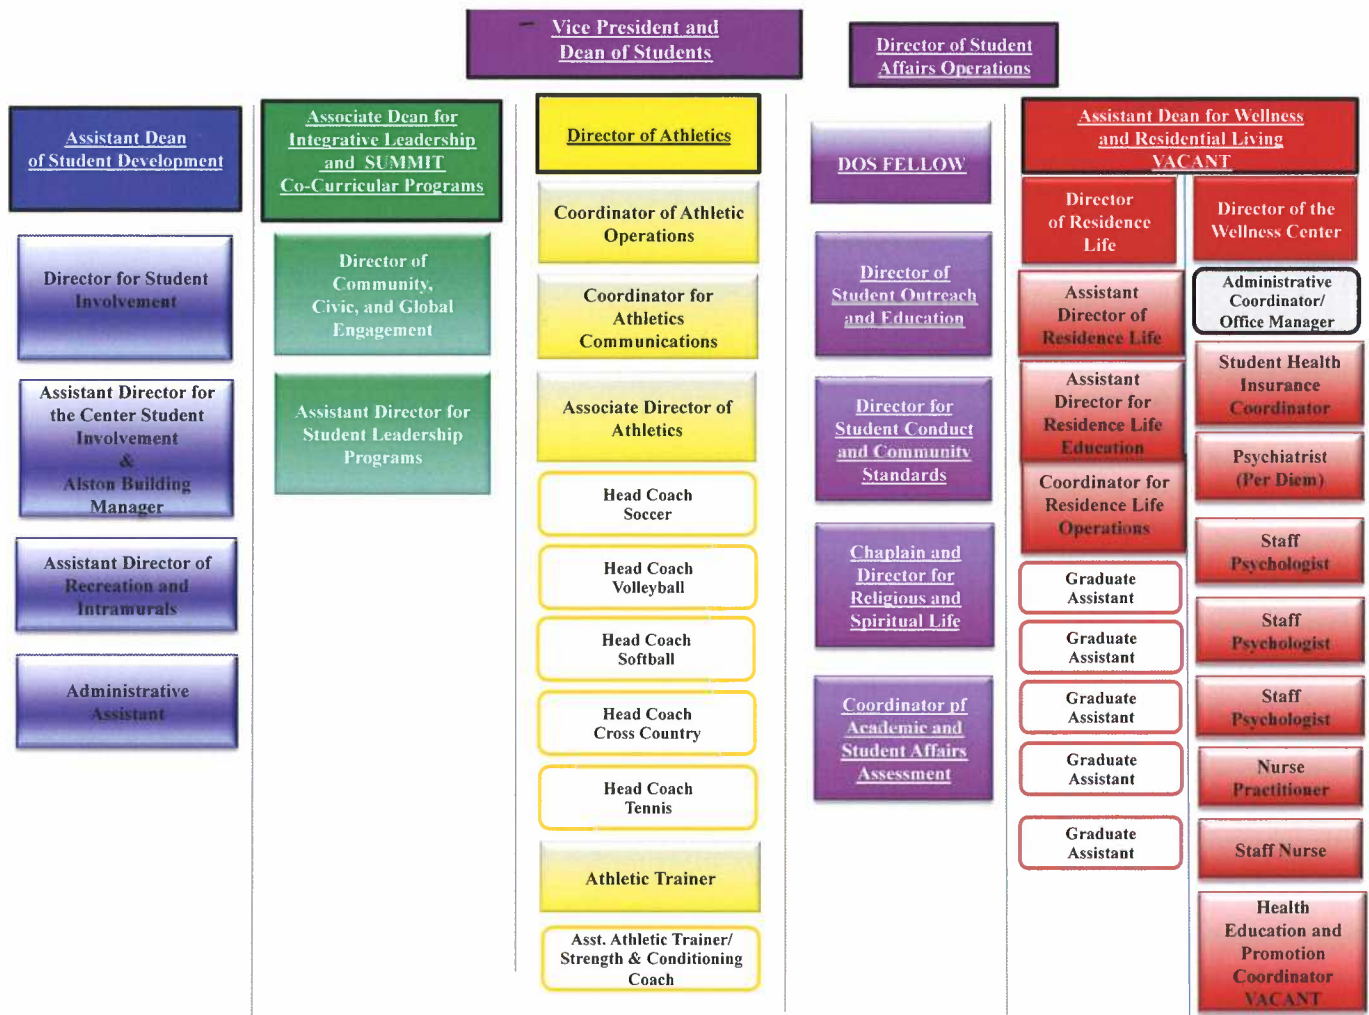 Vice President and
Dean of Students
Director of Student
Affairs Operations
Assistant Dean
of Student Development
Director for Student
Involvement
Assistant Director for
the Center Student
Involvement
&
Alston Building
Manager
Assistant Director of
Recreation and
Intramurals
Administrative
Assistant
Associate Dean for
Integrative Leadership
and SUMMIT
Co-Curricular Programs
Director of
Community,
Civic, and Global
Engagement
Assistant Director for
Student Leadership
Programs
Director of Athletics
Coordinator of Athletic
Operations
Coordinator for
Athletics
Communications
Associate Director of
Athletics
Head Coach
Soccer
Head Coach
Volleyball
Head Coach
Softball
Head Coach
Cross Country
Head Coach
Tennis
Athletic Trainer
Asst. Athletic Trainer/
Strength & Conditioning
Coach
DOS FELLOW
Director of
Student Outreach
and Education
Director for
Student Conduct
and Community
Standards
Chaplain and
Director for
Religious and
Spiritual Life
Coordinator pf
Academic and
Student Affairs
Assessment
Assistant Dean for Wellness
and Residential Living
VACANT
Director
of Residence
Life
Assistant
Director of
Residence Life
Assistant
Director for
Residence Life
Education
Coordinator for
Residence Life
Operations
Graduate
Assistant
Graduate
Assistant
Graduate
Assistant
Graduate
Assistant
Graduate
Assistant
Director of the
Wellness Center
Administrative
Coordinator/
Office Manager
Student Health
Insurance
Coordinator
Psychiatrist
(Per Diem)
Staff
Psychologist
Staff
Psychologist
Staff
Psychologist
Nurse
Practitioner
Staff Nurse
Health
Education and
Promotion
Coordinator
VACANT